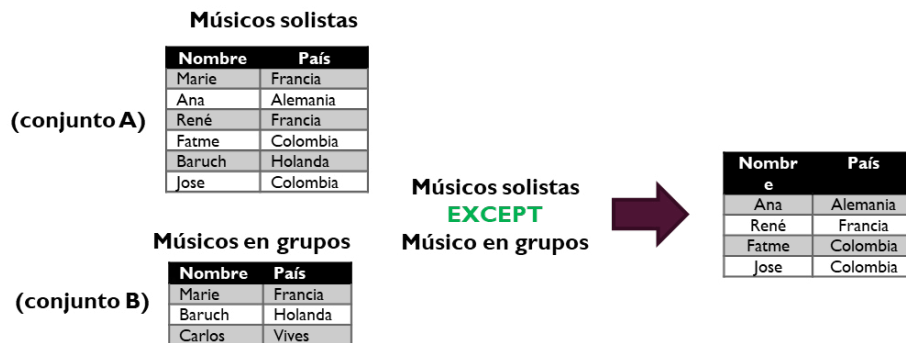 Músicos solistas
Nombre País
Marie Francia
Ana Alemania
René Francia
Fatme Colombia
Baruch Holanda
Jose Colombia
(conjunto A)
Músicos en grupos
Nombre País
Marie Francia
Baruch Holanda
Carlos Vives
(conjunto B)
Músicos solistas
EXCEPT
Músico en grupos
Nombr País
e
Ana Alemania
René Francia
Fatme Colombia
Jose Colombia